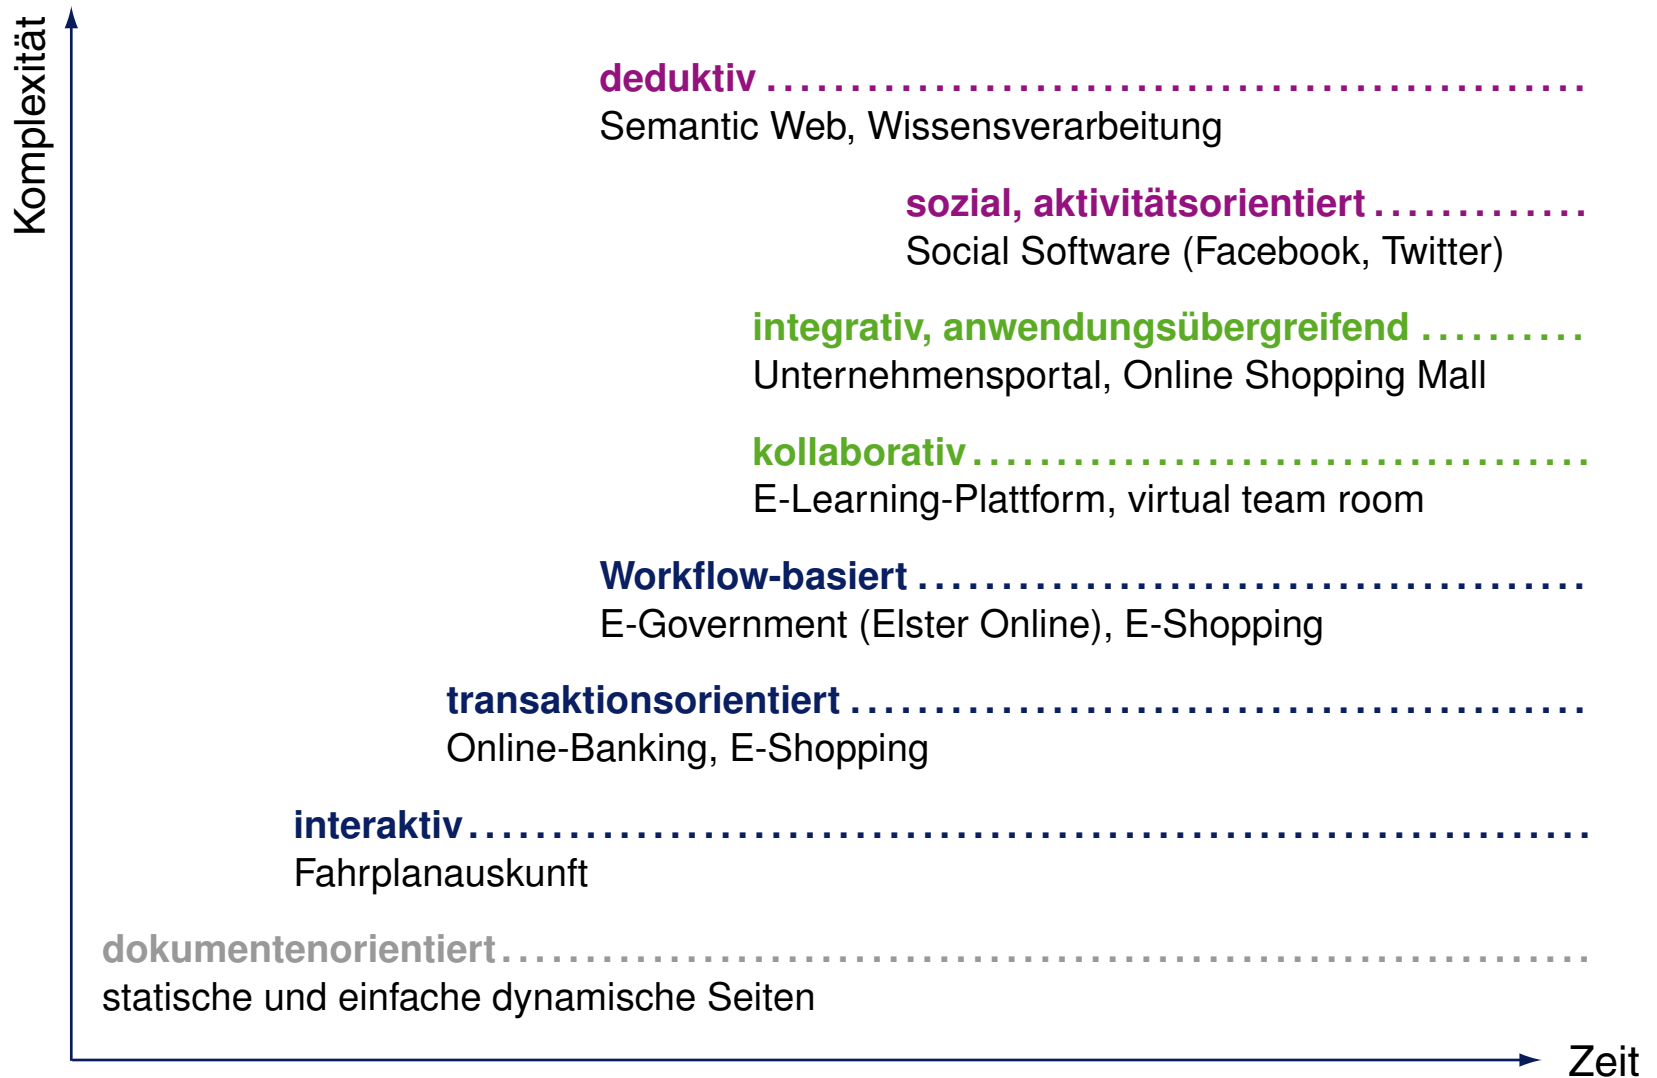 Komplexität
deduktiv
Semantic Web, Wissensverarbeitung
sozial, aktivitätsorientiert
Social Software (Facebook, Twitter)
integrativ, anwendungsübergreifend
Unternehmensportal, Online Shopping Mall
kollaborativ
E-Learning-Plattform, virtual team room
Workflow-basiert
E-Government (Elster Online), E-Shopping
transaktionsorientiert
Online-Banking, E-Shopping
interaktiv
Fahrplanauskunft
dokumentenorientiert
statische und einfache dynamische Seiten
Zeit